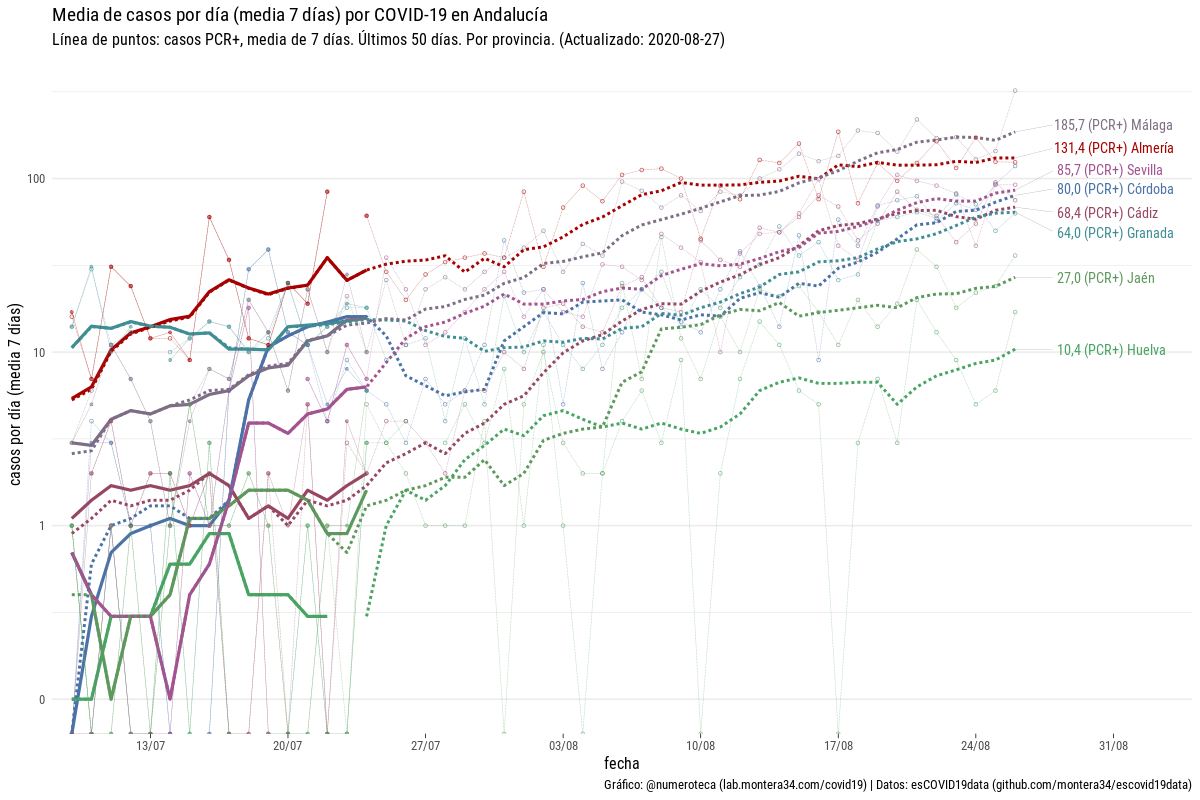 Media de casos por día (media 7 días) por COVID-19 en Andalucía
Línea de puntos: casos PCR+, media de 7 días. Últimos 50 días. Por provincia. (Actualizado: 2020-08-27)
casos por día (media 7 días)
100
10
1
0
185,7 (PCR+) Málaga
131,4 (PCR+) Almería
85,7 (PCR+) Sevilla
80,0 (PCR+) Córdoba
68,4 (PCR+) Cádiz
64,0 (PCR+) Granada
27,0 (PCR+) Jaén
10,4 (PCR+) Huelva
13/07 20/07 27/07 03/08 10/08 17/08 24/08 31/08
fecha
Gráfico: @numeroteca (lab.montera34.com/covid19) | Datos: esCOVID19data (github.com/montera34/escovid19data)